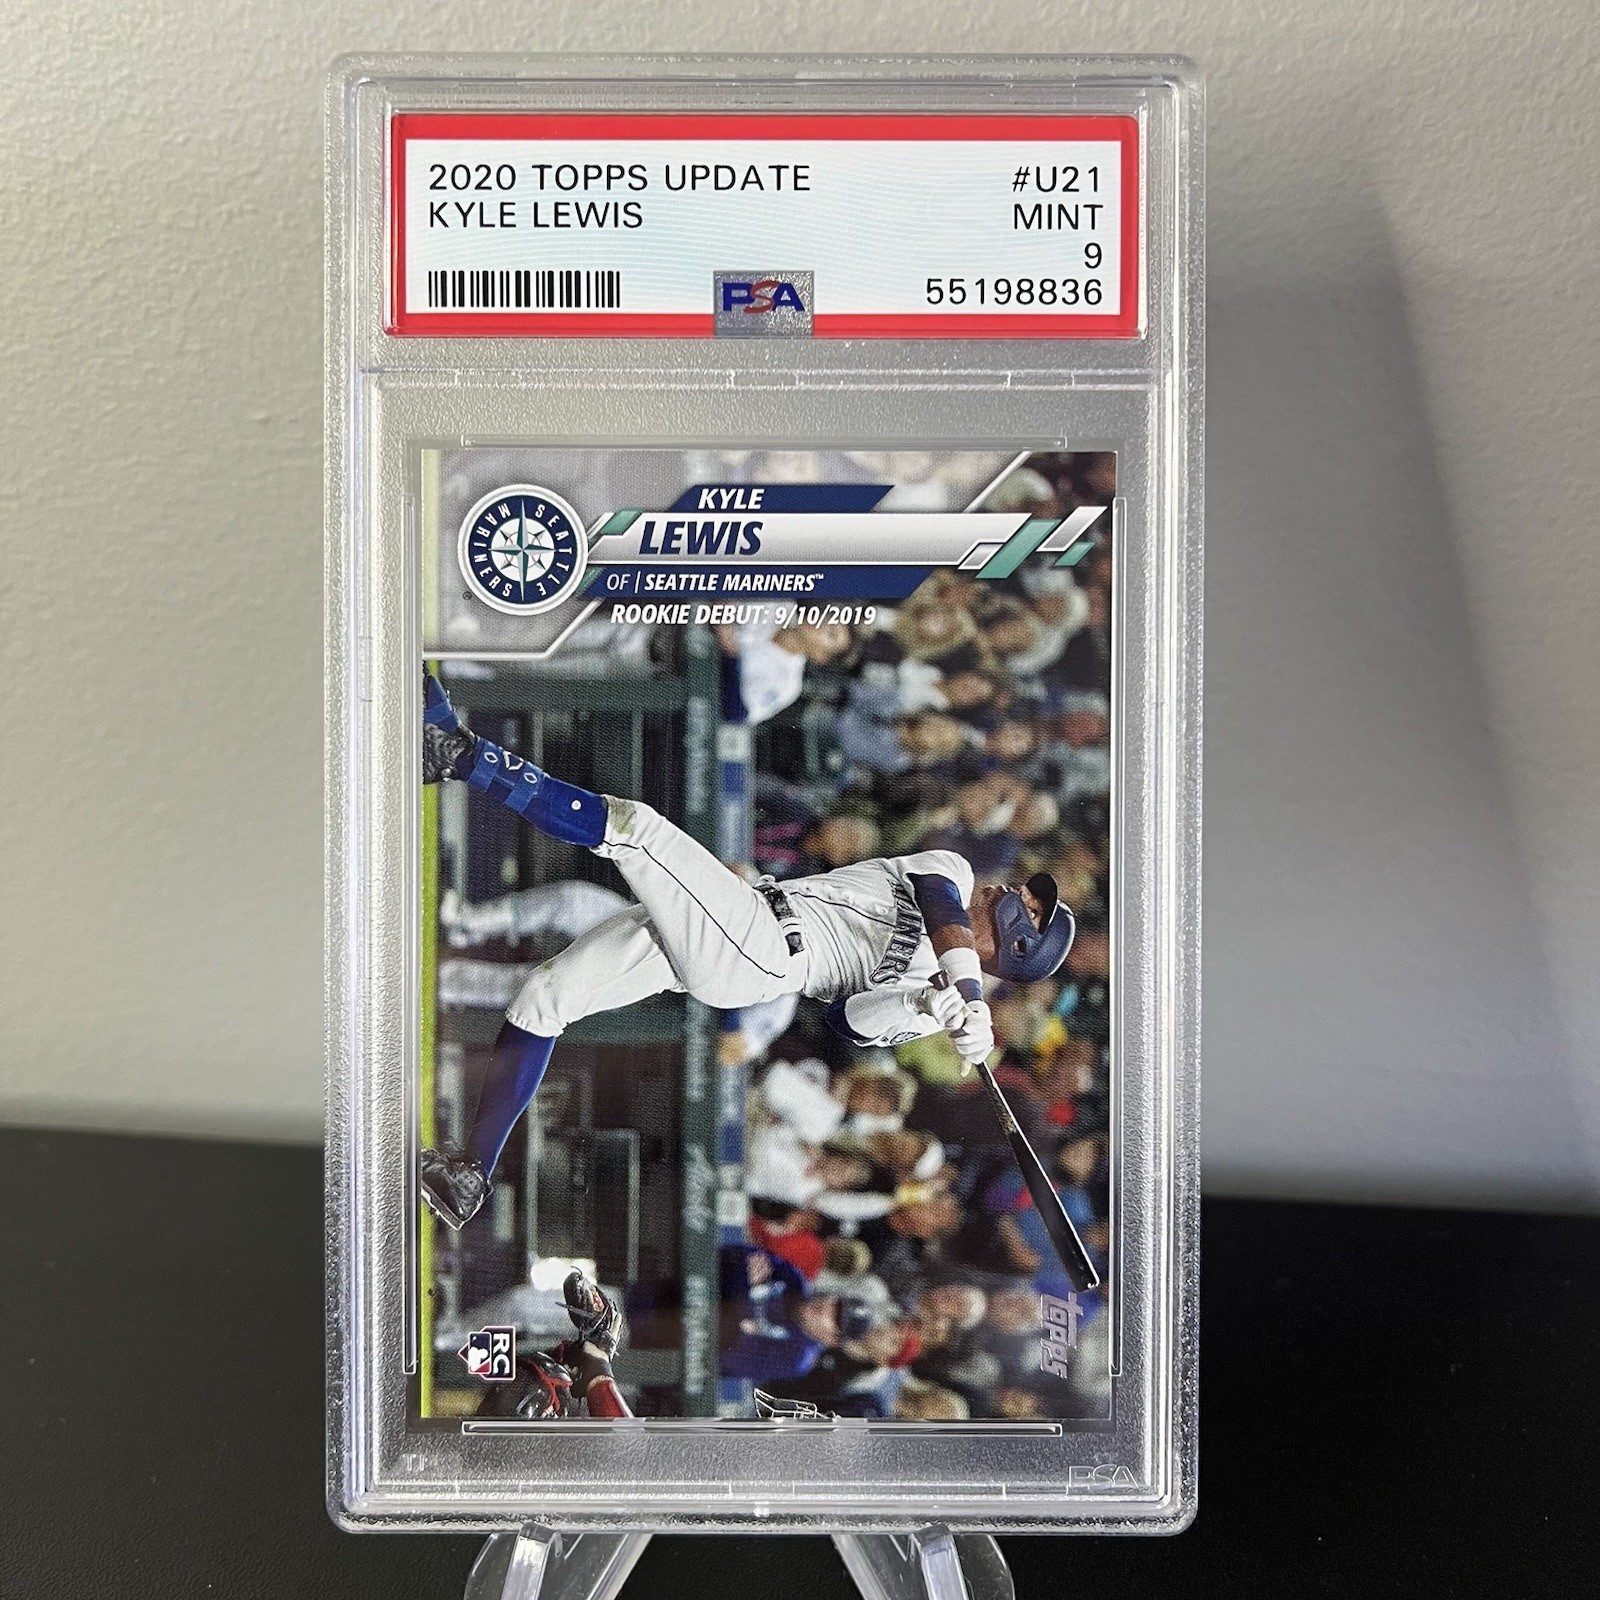 2020 TOPPS UPDATE #U21
KYLE LEWIS MINT
9
PSA 55198836
SEATTLE MARINERS
KYLE
LEWIS
OF | SEATTLE MARINERS™
ROOKIE DEBUT: 9/10/2019
MARINERS
topps
RC
PSA